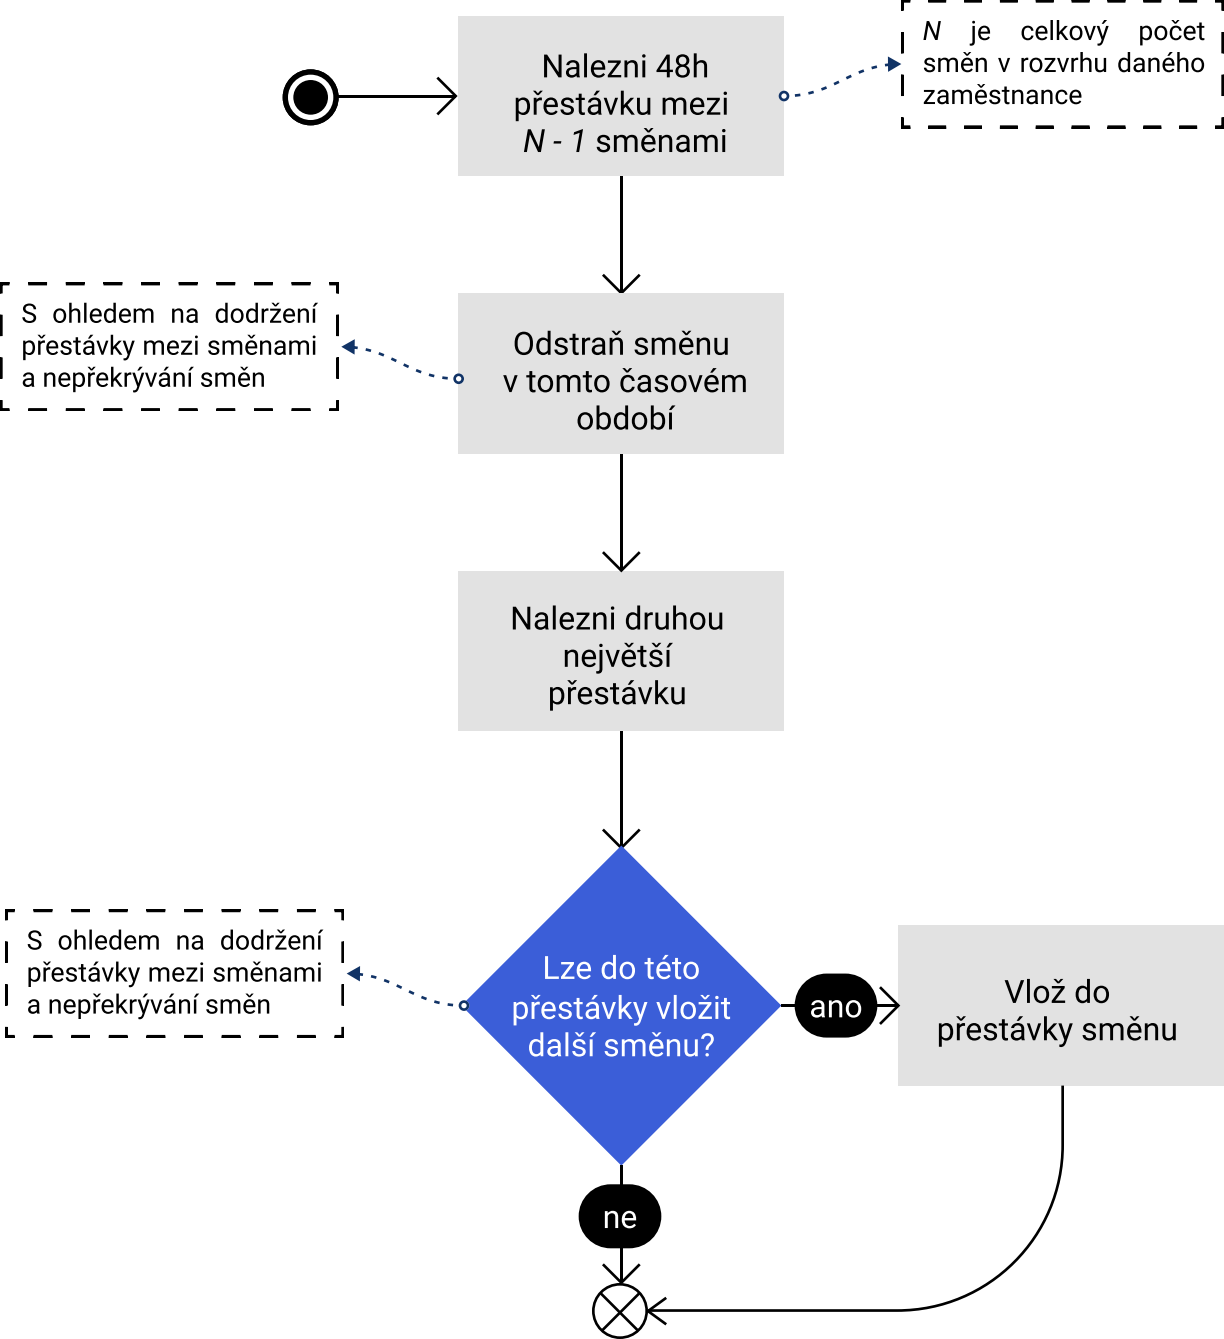 Nalezni 48h
přestávku mezi
N - 1 směnami
N je celkový počet
směn v rozvrhu daného
zaměstnance
S ohledem na dodržení
přestávky mezi směnami
a nepřekrývání směn
Odstraň směnu
v tomto časovém
období
Nalezni druhou
největší
přestávku
S ohledem na dodržení
přestávky mezi směnami
a nepřekrývání směn
Lze do této
přestávky vložit
další směnu?
ano
Vlož do
přestávky směnu
ne